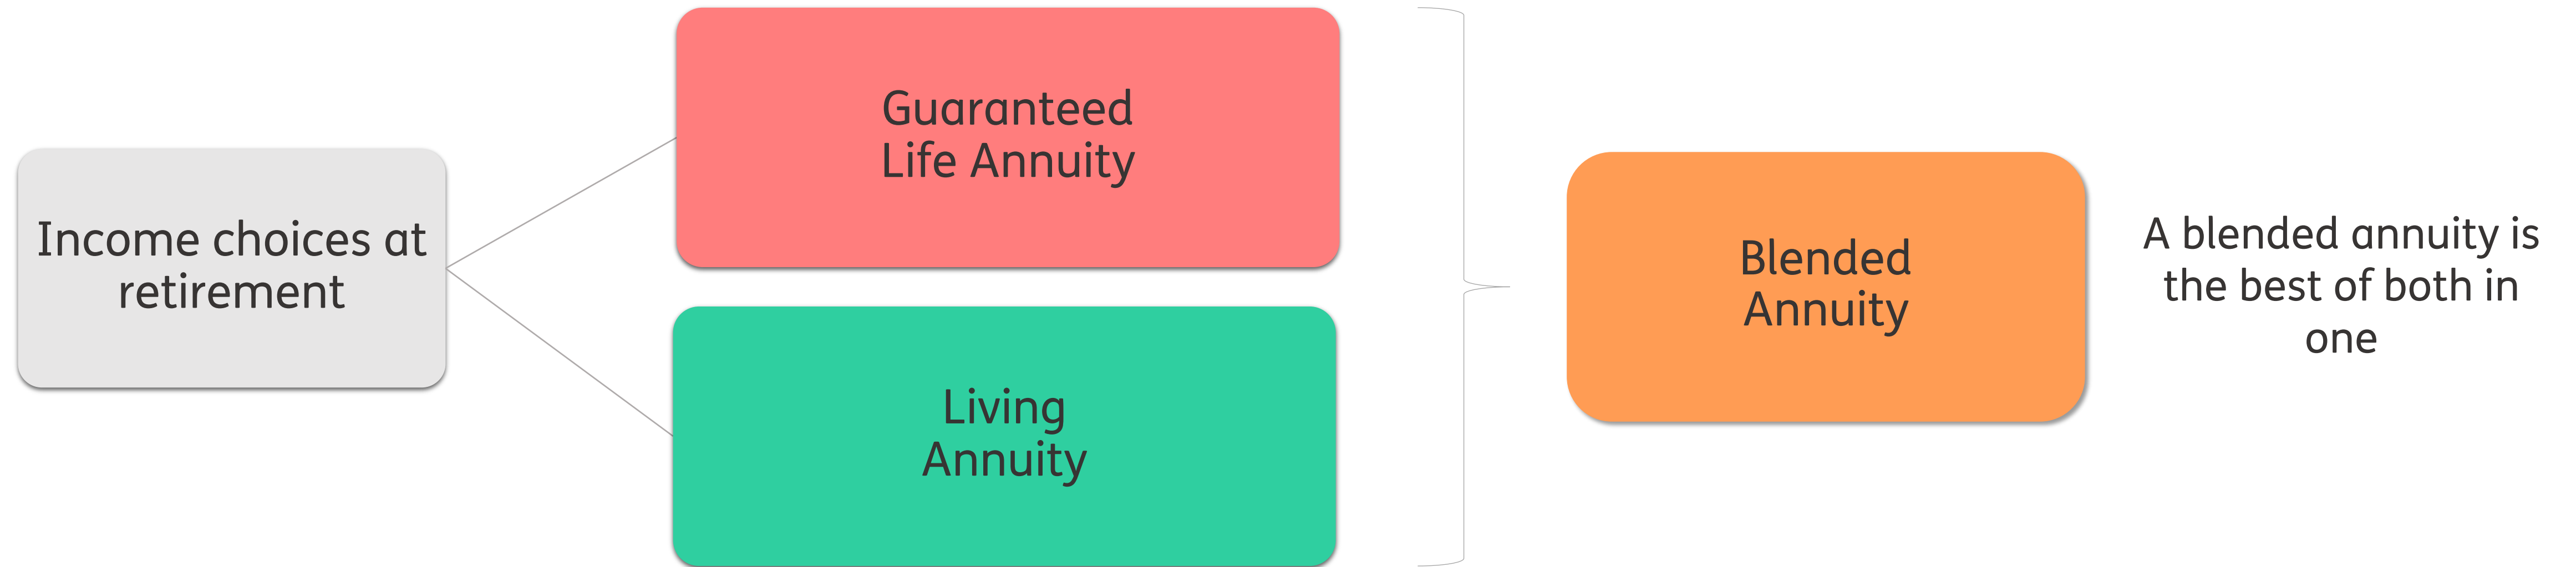 Income choices at
retirement
Guaranteed
Life Annuity
Living
Annuity
Blended
Annuity
A blended annuity is
the best of both in
one